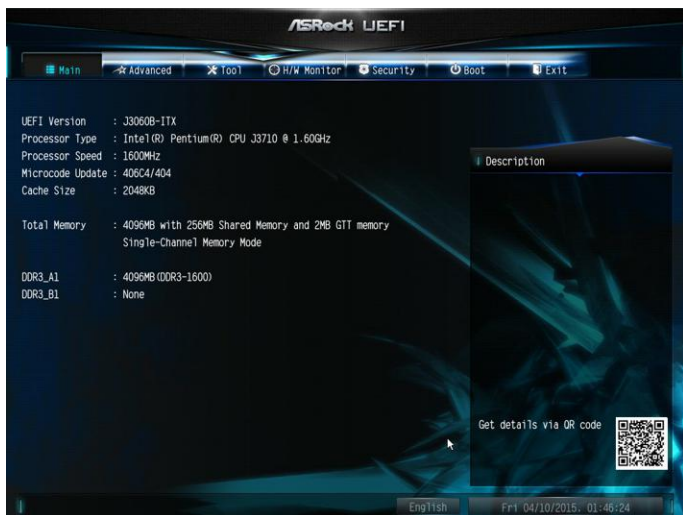 ASRock UEFI
Main Advanced Tool H/W Monitor Security Boot Exit
UEFI Version : J3060B-ITX
Processor Type : Intel(R) Pentium(R) CPU J3710 @ 1.60GHz
Processor Speed : 1600MHz
Microcode Update : 406C4/404
Cache Size : 2048KB
Total Memory : 4096MB with 256MB Shared Memory and 2MB GTT memory
Single-Channel Memory Mode
DDR3_A1 : 4096MB(DDR3-1600)
DDR3_B1 : None
Description
Get details via QR code
English Fri 04/10/2015. 01:46:24